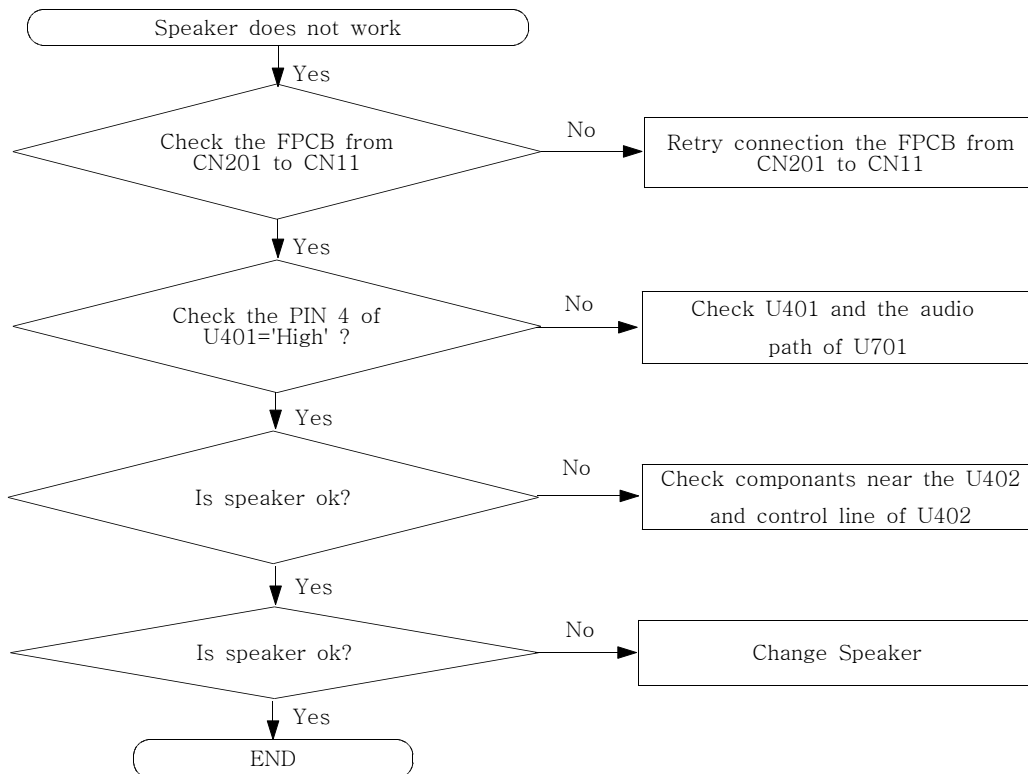 Speaker does not work
Yes
Check the FPCB from
CN201 to CN11
No
Retry connection the FPCB from
CN201 to CN11
Yes
Check the PIN 4 of
U401='High' ?
No
Check U401 and the audio
path of U701
Yes
Is speaker ok?
No
Check componants near the U402
and control line of U402
Yes
Is speaker ok?
No
Change Speaker
Yes
END